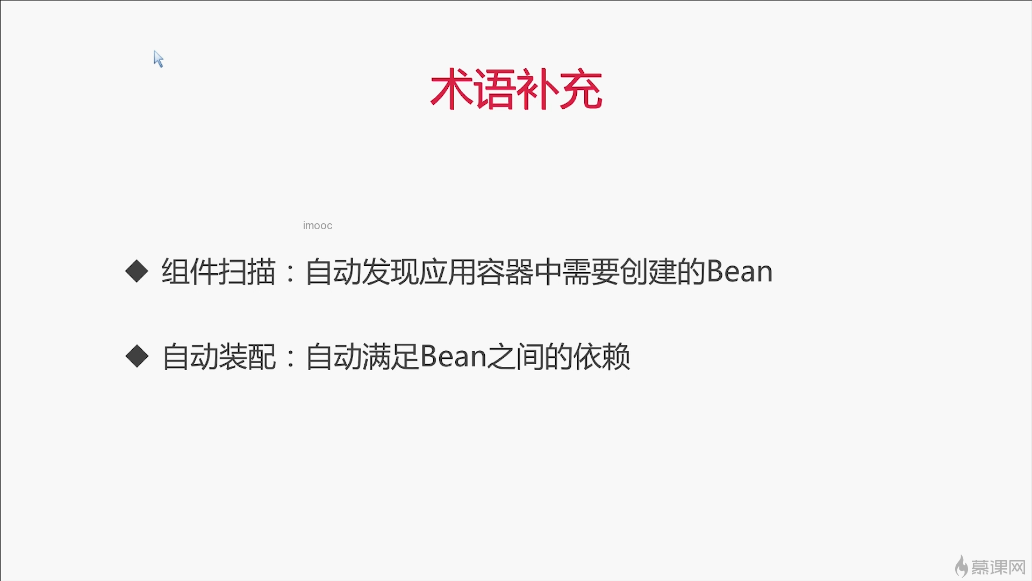 术语补充
imooc
◆ 组件扫描：自动发现应用容器中需要创建的Bean
◆ 自动装配：自动满足Bean之间的依赖
慕课网